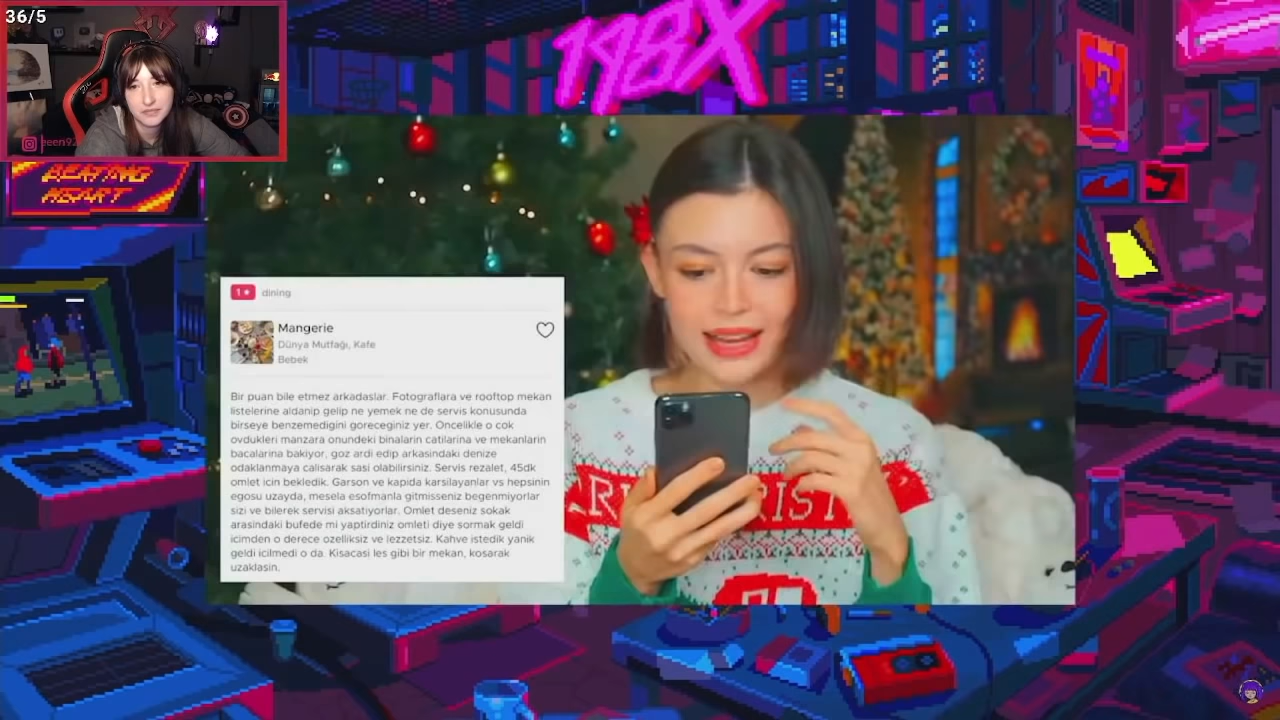 36/5
198X
BEATING
HEART
1★ dining
Mangerie
Dünya Mutfağı, Kafe
Bebek
Bir puan bile etmez arkadaslar. Fotograflara ve rooftop mekan
listelerine aldanip gelip ne yemek ne de servis konusunda
birseye benzemedigini goreceginiz yer. Oncelikle o cok
ovdukleri manzara onundeki binalarin catilarina ve mekanlarin
bacalarina bakiyor, goz ardi edip arkasindaki denize
odaklanmaya calisarak sasi olabilirsiniz. Servis rezalet, 45dk
omlet icin bekledik. Garson ve kapida karsilayanlar vs hepsinin
egosu uzayda, mesela esofmanla gitmisseniz begenmiyorlar
sizi ve bilerek servisi aksatiyorlar. Omlet deseniz sokak
arasindaki bufede mi yaptirdiniz omleti diye sormak geldi
icimden o derece ozelliksiz ve lezzetsiz. Kahve istedik yanik
geldi icilmedi o da. Kisacasi les gibi bir mekan, kosarak
uzaklasin.